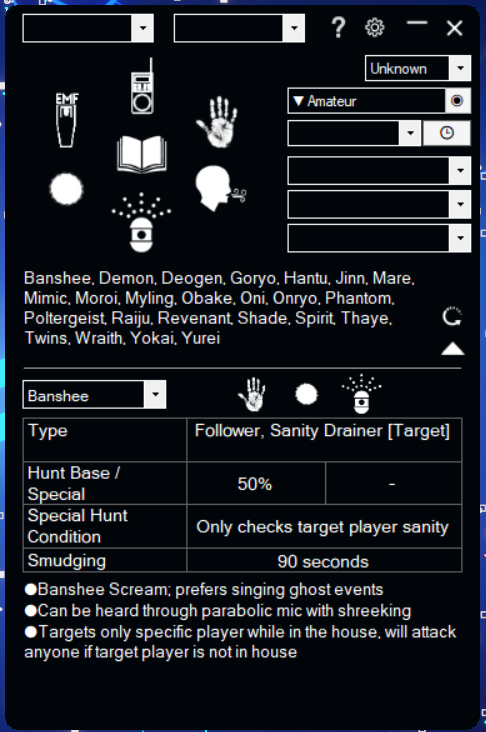 ?
Unknown
▼ Amateur
EMF
Banshee, Demon, Deogen, Goryo, Hantu, Jinn, Mare,
Mimic, Moroi, Myling, Obake, Oni, Onryo, Phantom,
Poltergeist, Raiju, Revenant, Shade, Spirit, Thaye,
Twins, Wraith, Yokai, Yurei
Banshee
Type Follower, Sanity Drainer [Target]
Hunt Base /
Special 50% -
Special Hunt
Condition Only checks target player sanity
Smudging 90 seconds
●Banshee Scream; prefers singing ghost events
●Can be heard through parabolic mic with shreeking
●Targets only specific player while in the house, will attack
anyone if target player is not in house